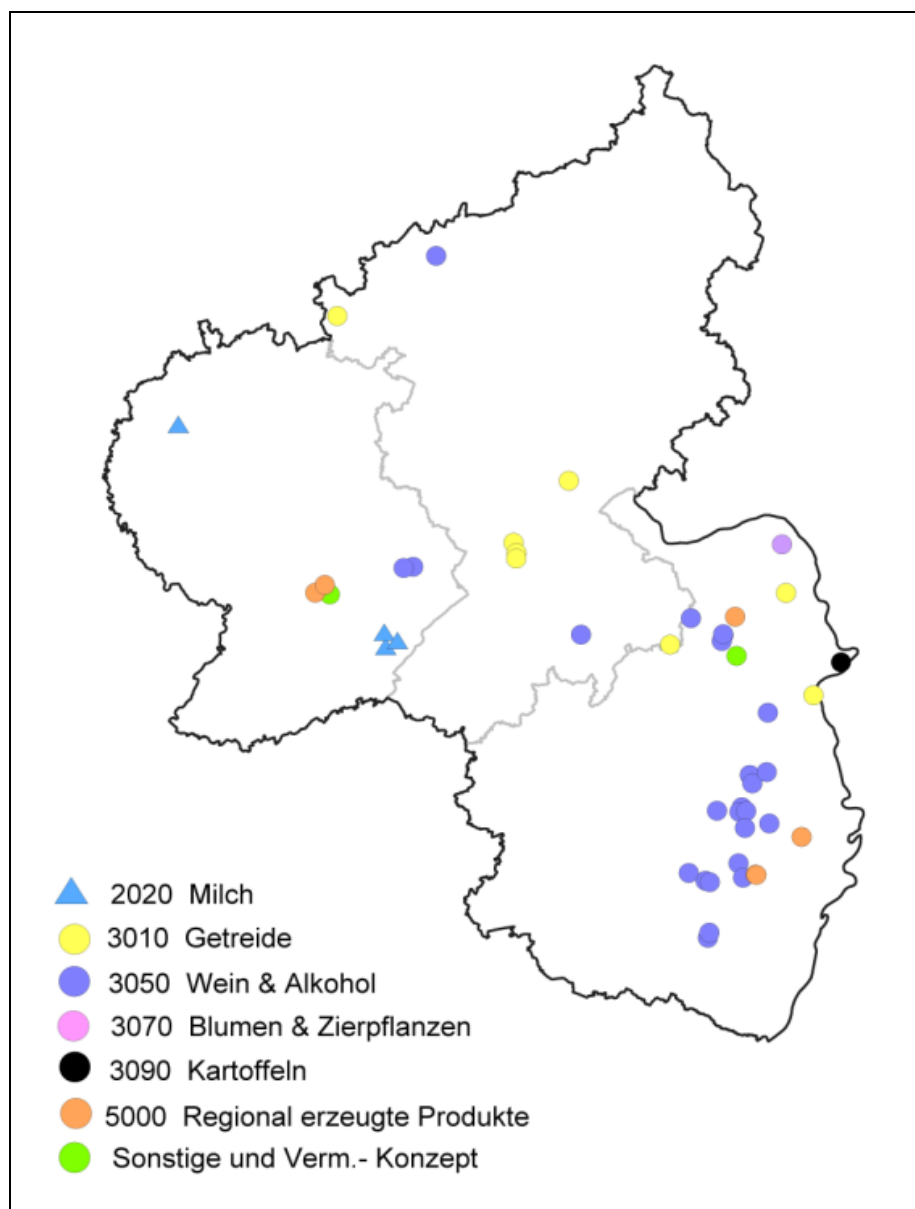 2020 Milch
3010 Getreide
3050 Wein & Alkohol
3070 Blumen & Zierpflanzen
3090 Kartoffeln
5000 Regional erzeugte Produkte
Sonstige und Verm.- Konzept